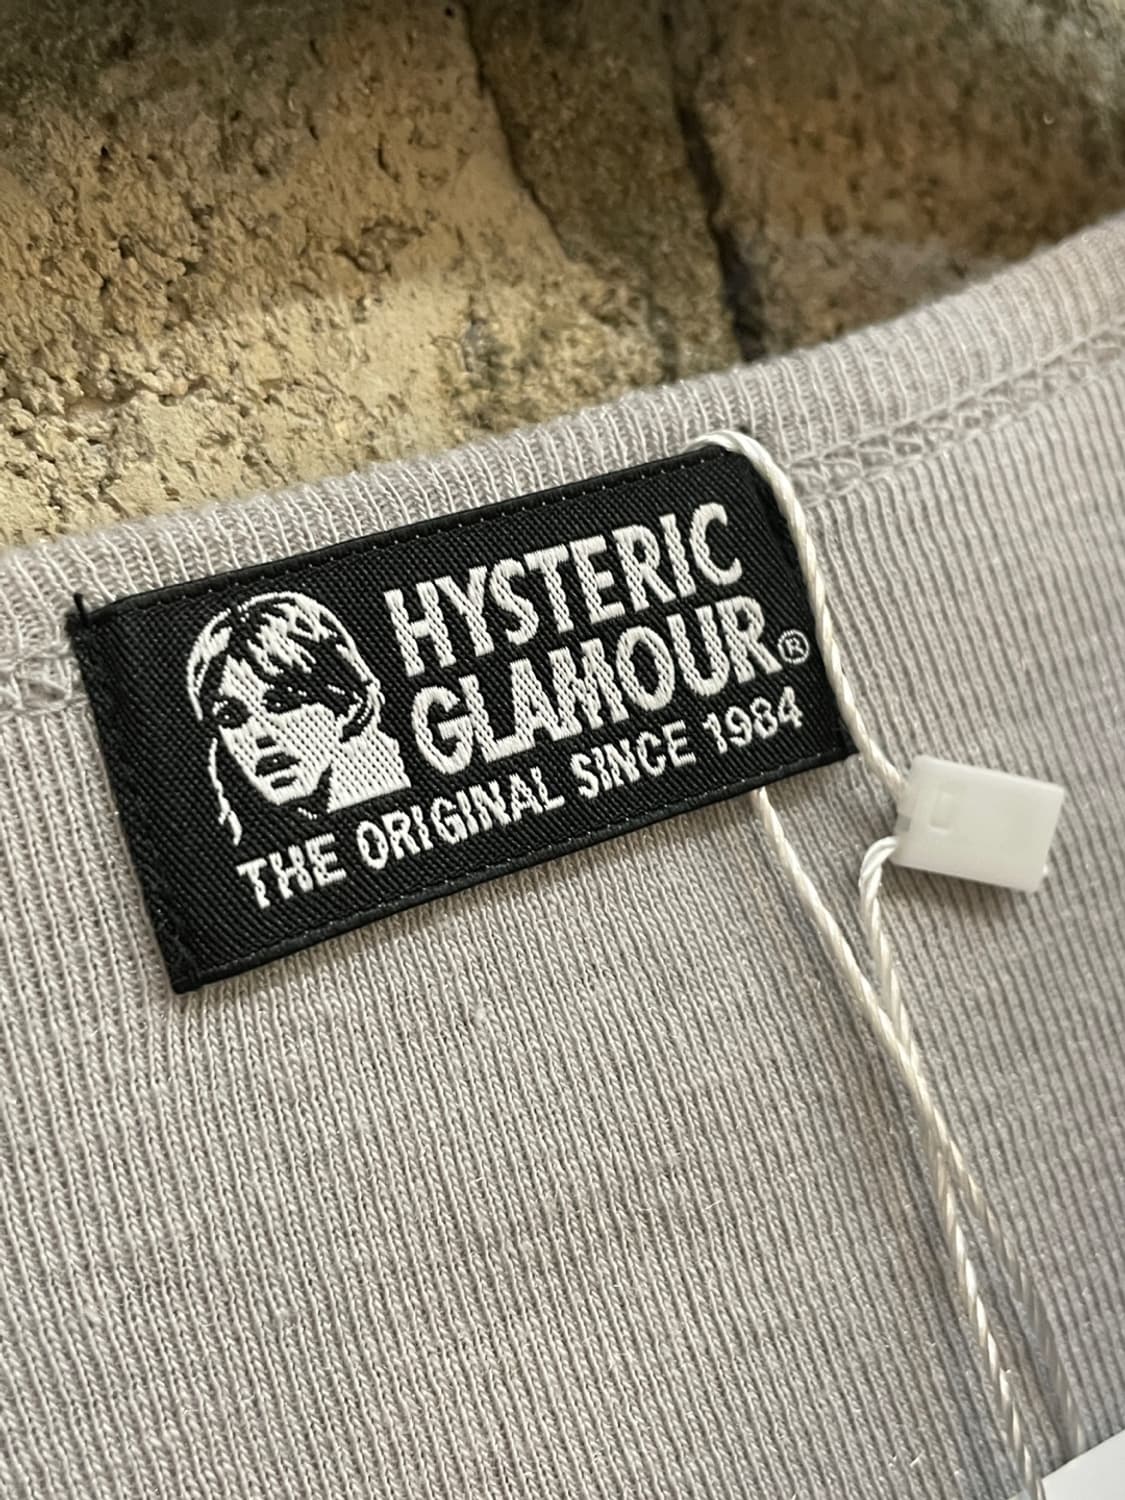 HYSTERIC
GLAMOUR®
THE ORIGINAL SINCE 1984